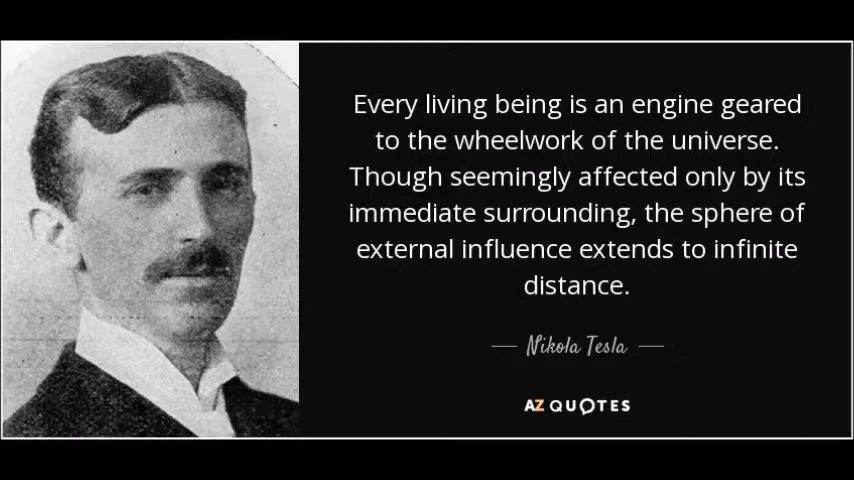 Every living being is an engine geared
to the wheelwork of the universe.
Though seemingly affected only by its
immediate surrounding, the sphere of
external influence extends to infinite
distance.
Nikola Tesla
AZ QUOTES